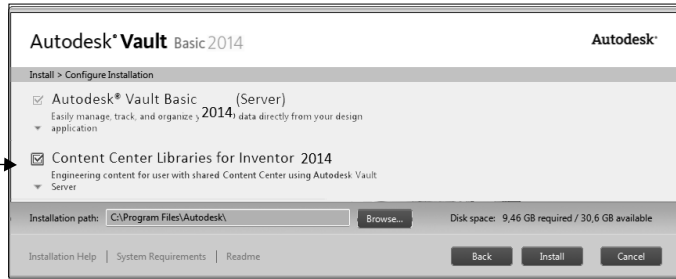 Autodesk® Vault Basic 2014
Autodesk®
Install > Configure Installation
Autodesk® Vault Basic (Server)
Easily manage, track, and organize 2014 data directly from your design
application
Content Center Libraries for Inventor 2014
Engineering content for user with shared Content Center using Autodesk Vault
Server
Installation path: C:\Program Files\Autodesk\ Browse... Disk space: 9,46 GB required / 30,6 GB available
Installation Help | System Requirements | Readme Back Install Cancel